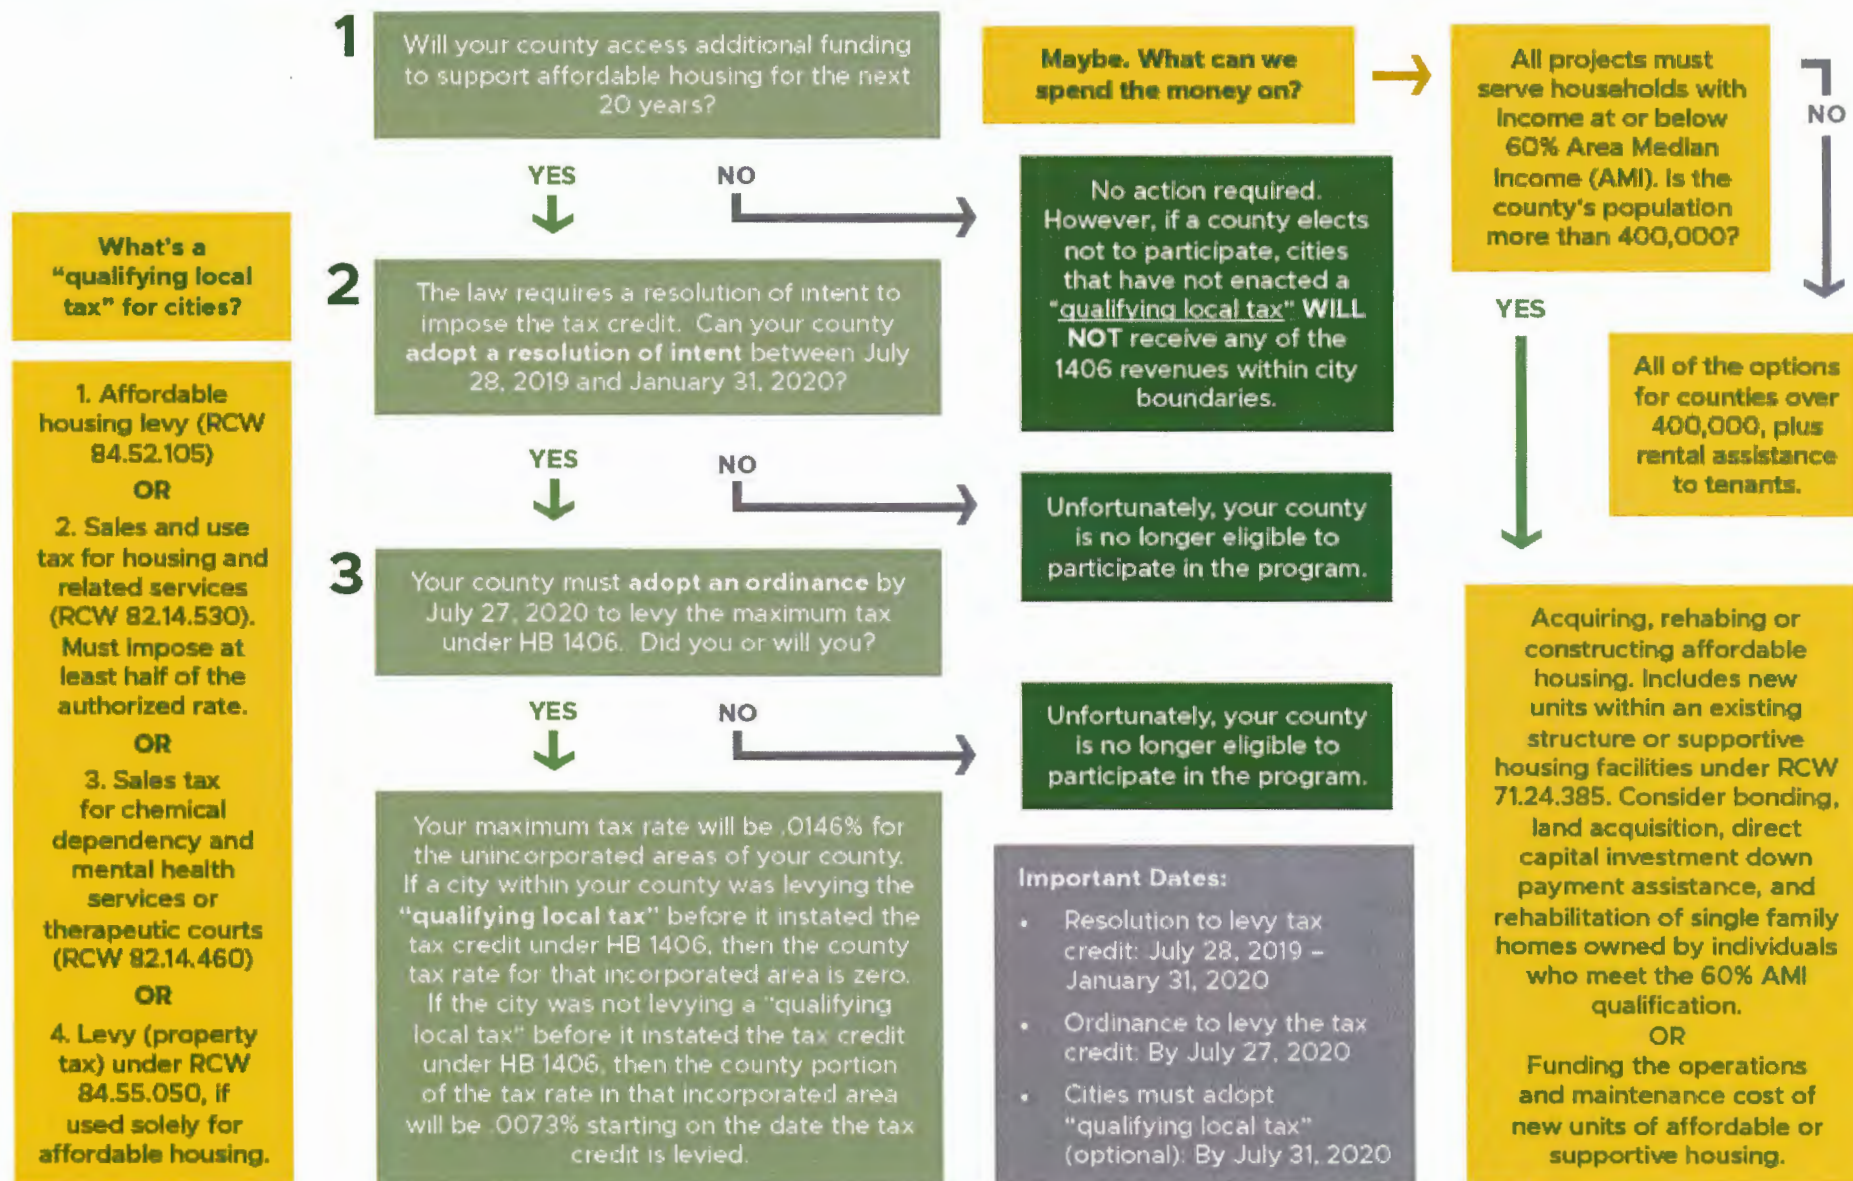 1
Will your county access additional funding
to support affordable housing for the next
20 years?
YES
NO
2
The law requires a resolution of intent to
impose the tax credit. Can your county
adopt a resolution of intent between July
28, 2019 and January 31, 2020?
YES
NO
3
Your county must adopt an ordinance by
July 27, 2020 to levy the maximum tax
under HB 1406. Did you or will you?
YES
NO
Your maximum tax rate will be .0146% for
the unincorporated areas of your county.
If a city within your county was levying the
"qualifying local tax" before it instated the
tax credit under HB 1406, then the county
tax rate for that incorporated area is zero.
If the city was not levying a "qualifying
local tax" before it instated the tax credit
under HB 1406, then the county portion
of the tax rate in that incorporated area
will be .0073% starting on the date the tax
credit is levied.
What's a
"qualifying local
tax" for cities?
1. Affordable
housing levy (RCW
84.52.105)
OR
2. Sales and use
tax for housing and
related services
(RCW 82.14.530).
Must impose at
least half of the
authorized rate.
OR
3. Sales tax
for chemical
dependency and
mental health
services or
therapeutic courts
(RCW 82.14.460)
OR
4. Levy (property
tax) under RCW
84.55.050, if
used solely for
affordable housing.
Maybe. What can we
spend the money on?
No action required.
However, if a county elects
not to participate, cities
that have not enacted a
"qualifying local tax" WILL
NOT receive any of the
1406 revenues within city
boundaries.
Unfortunately, your county
is no longer eligible to
participate in the program.
Unfortunately, your county
is no longer eligible to
participate in the program.
Important Dates:
• Resolution to levy tax
credit: July 28, 2019 –
January 31, 2020
• Ordinance to levy the tax
credit: By July 27, 2020
• Cities must adopt
"qualifying local tax"
(optional): By July 31, 2020
All projects must
serve households with
income at or below
60% Area Median
Income (AMI). Is the
county's population
more than 400,000?
NO
YES
All of the options
for counties over
400,000, plus
rental assistance
to tenants.
Acquiring, rehabing or
constructing affordable
housing. Includes new
units within an existing
structure or supportive
housing facilities under RCW
71.24.385. Consider bonding,
land acquisition, direct
capital investment down
payment assistance, and
rehabilitation of single family
homes owned by individuals
who meet the 60% AMI
qualification.
OR
Funding the operations
and maintenance cost of
new units of affordable or
supportive housing.